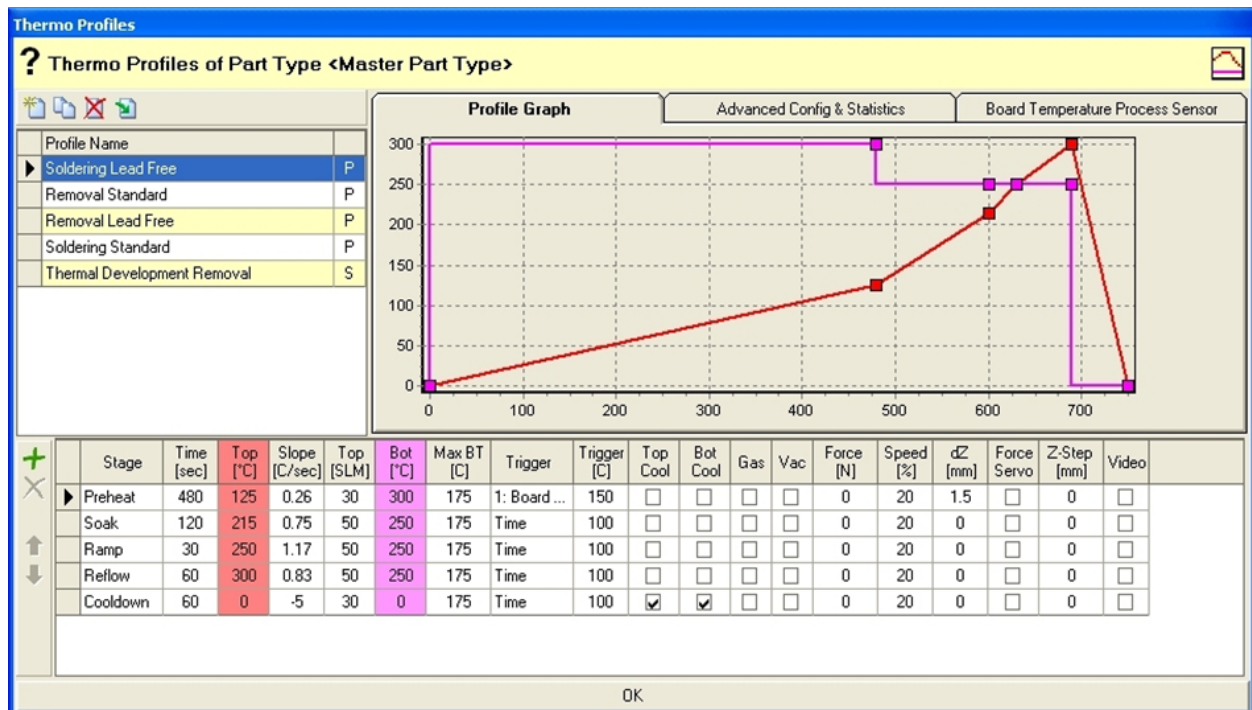 Thermo Profiles
? Thermo Profiles of Part Type <Master Part Type>
Profile Graph Advanced Config & Statistics Board Temperature Process Sensor
Profile Name
Soldering Lead Free P
Removal Standard P
Removal Lead Free P
Soldering Standard P
Thermal Development Removal S
300
250
200
150
100
50
0
0 100 200 300 400 500 600 700
Stage Time [sec] Top [°C] Slope [C/sec] Top [SLM] Bot [°C] Max BT [C] Trigger Trigger [C] Top Cool Bot Cool Gas Vac Force [N] Speed [%] dZ [mm] Force Servo Z-Step [mm] Video
Preheat 480 125 0.26 30 300 175 1: Board ... 150 0 20 1.5 0
Soak 120 215 0.75 50 250 175 Time 100 0 20 0 0
Ramp 30 250 1.17 50 250 175 Time 100 0 20 0 0
Reflow 60 300 0.83 50 250 175 Time 100 0 20 0 0
Cooldown 60 0 -5 30 0 175 Time 100 0 20 0 0
OK